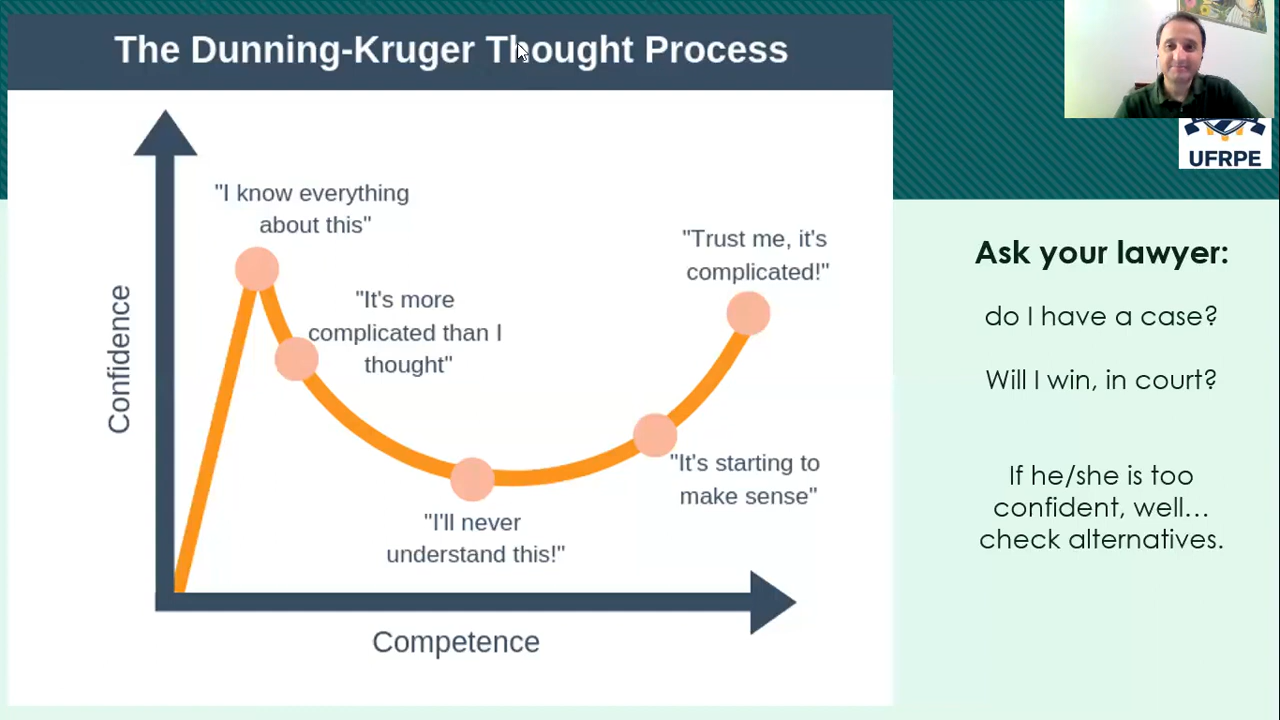 The Dunning-Kruger Thought Process
"I know everything
about this"
"It's more
complicated than I
thought"
"I'll never
understand this!"
"It's starting to
make sense"
"Trust me, it's
complicated!"
Confidence
Competence
UFRPE
Ask your lawyer:
do I have a case?
Will I win, in court?
If he/she is too
confident, well...
check alternatives.